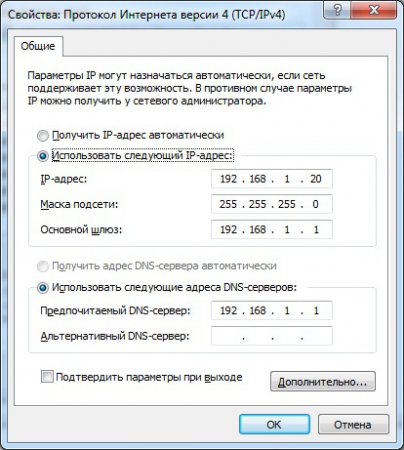 Свойства: Протокол Интернета версии 4 (TCP/IPv4)
Общие
Параметры IP могут назначаться автоматически, если сеть
поддерживает эту возможность. В противном случае параметры
IP можно получить у сетевого администратора.
Получить IP-адрес автоматически
Использовать следующий IP-адрес:
IP-адрес: 192 . 168 . 1 . 20
Маска подсети: 255 . 255 . 255 . 0
Основной шлюз: 192 . 168 . 1 . 1
Получить адрес DNS-сервера автоматически
Использовать следующие адреса DNS-серверов:
Предпочитаемый DNS-сервер: 192 . 168 . 1 . 1
Альтернативный DNS-сервер: . . .
Подтвердить параметры при выходе
Дополнительно...
ОК
Отмена